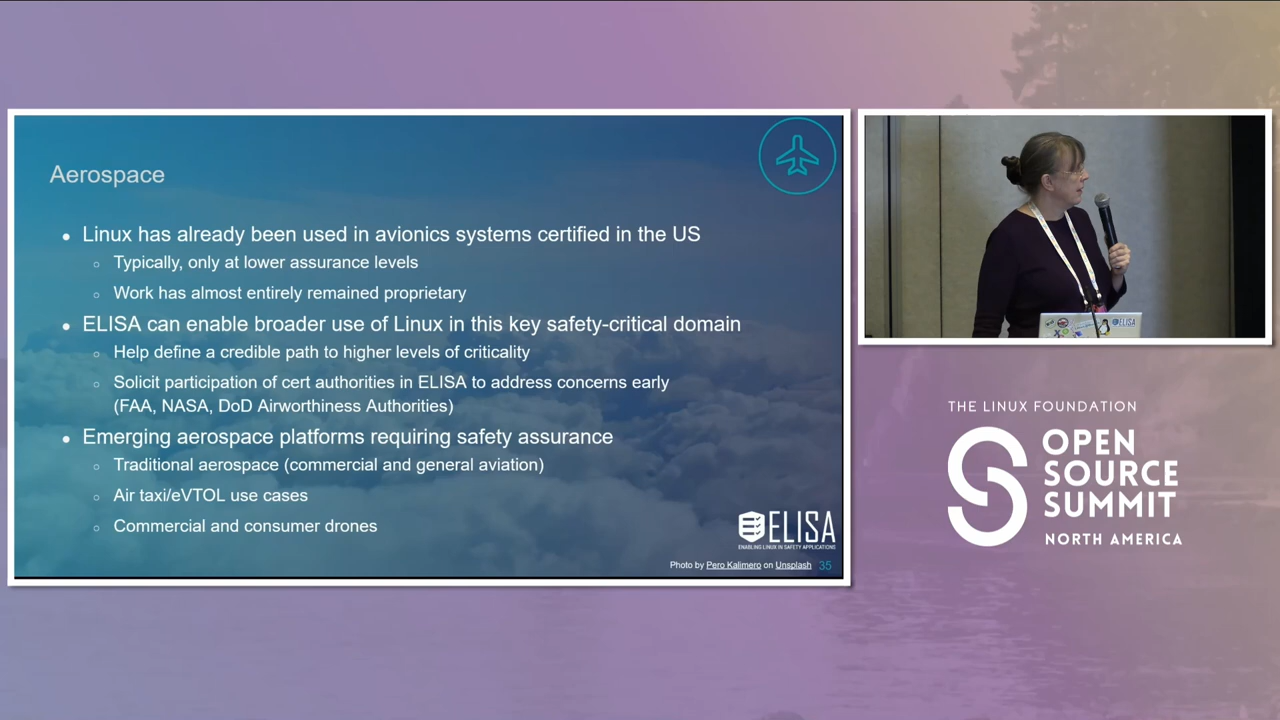 Aerospace
● Linux has already been used in avionics systems certified in the US
○ Typically, only at lower assurance levels
○ Work has almost entirely remained proprietary
● ELISA can enable broader use of Linux in this key safety-critical domain
○ Help define a credible path to higher levels of criticality
○ Solicit participation of cert authorities in ELISA to address concerns early
(FAA, NASA, DoD Airworthiness Authorities)
● Emerging aerospace platforms requiring safety assurance
○ Traditional aerospace (commercial and general aviation)
○ Air taxi/eVTOL use cases
○ Commercial and consumer drones
ELISA
ENABLING LINUX IN SAFETY APPLICATIONS
Photo by Pero Kalimero on Unsplash 35
ELISA
THE LINUX FOUNDATION
OPEN
SOURCE
SUMMIT
NORTH AMERICA